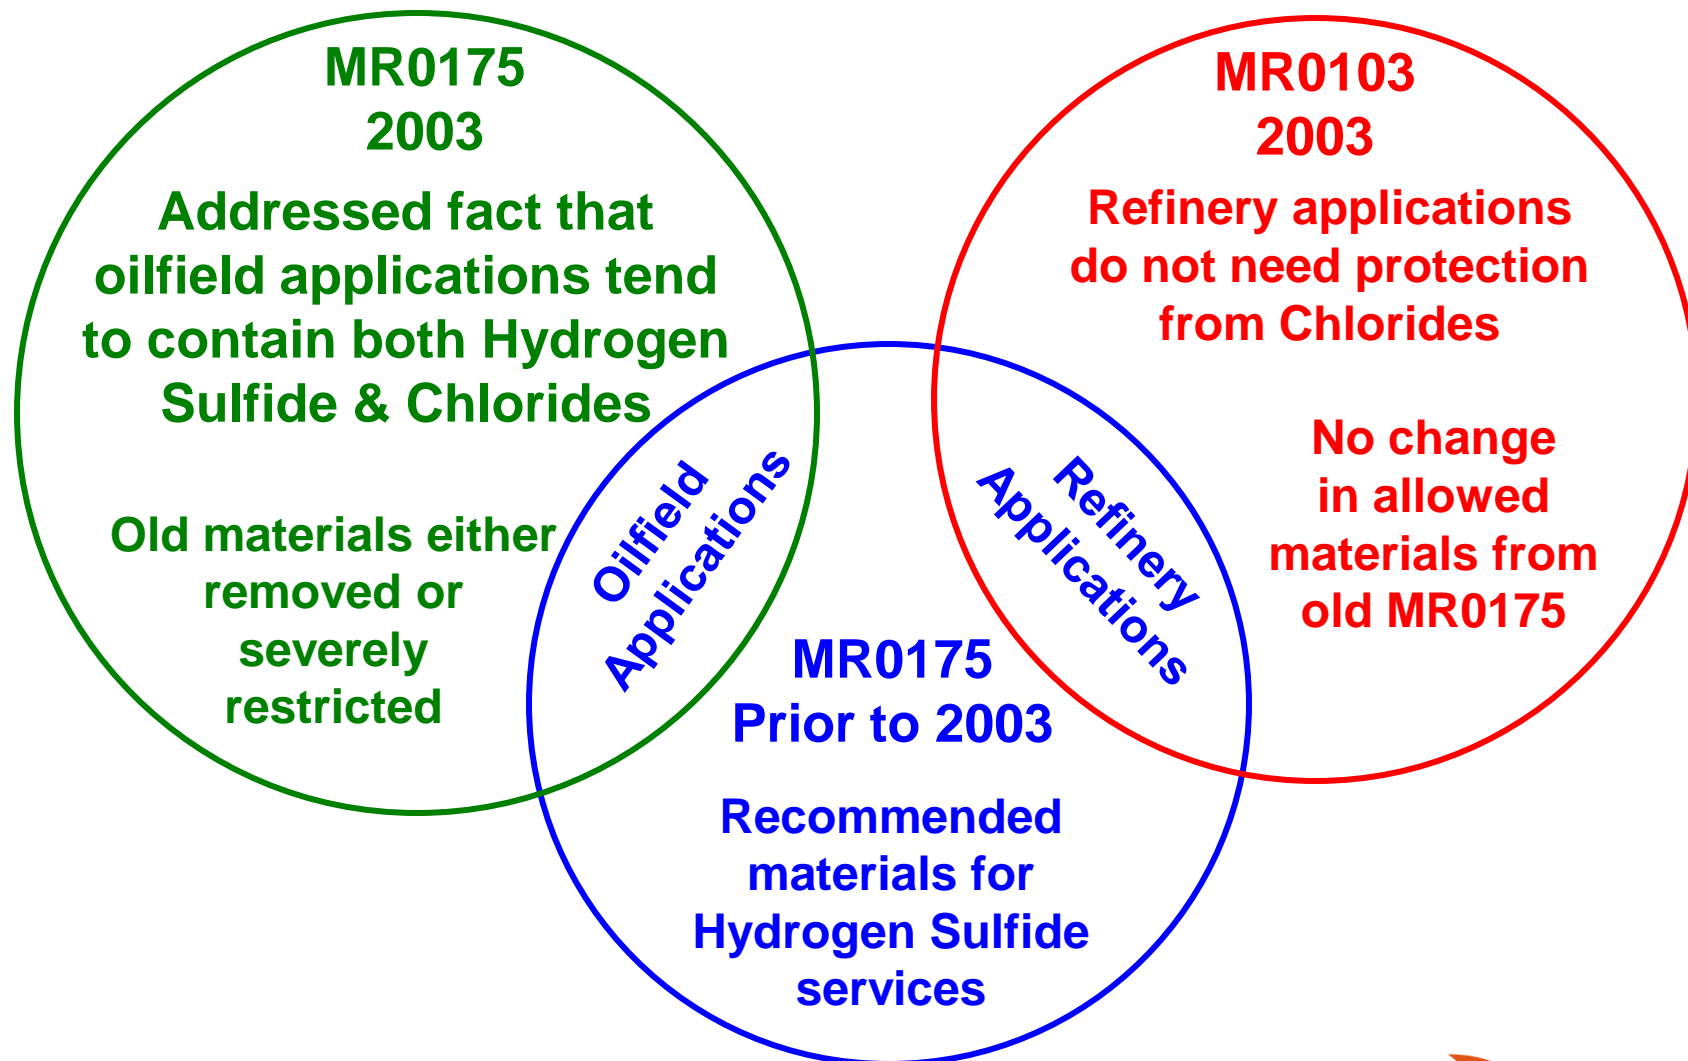 MR0175
2003
Addressed fact that
oilfield applications tend
to contain both Hydrogen
Sulfide & Chlorides
Old materials either
removed or
severely
restricted
MR0103
2003
Refinery applications
do not need protection
from Chlorides
No change
in allowed
materials from
old MR0175
Oilfield
Applications
Refinery
Applications
MR0175
Prior to 2003
Recommended
materials for
Hydrogen Sulfide
services